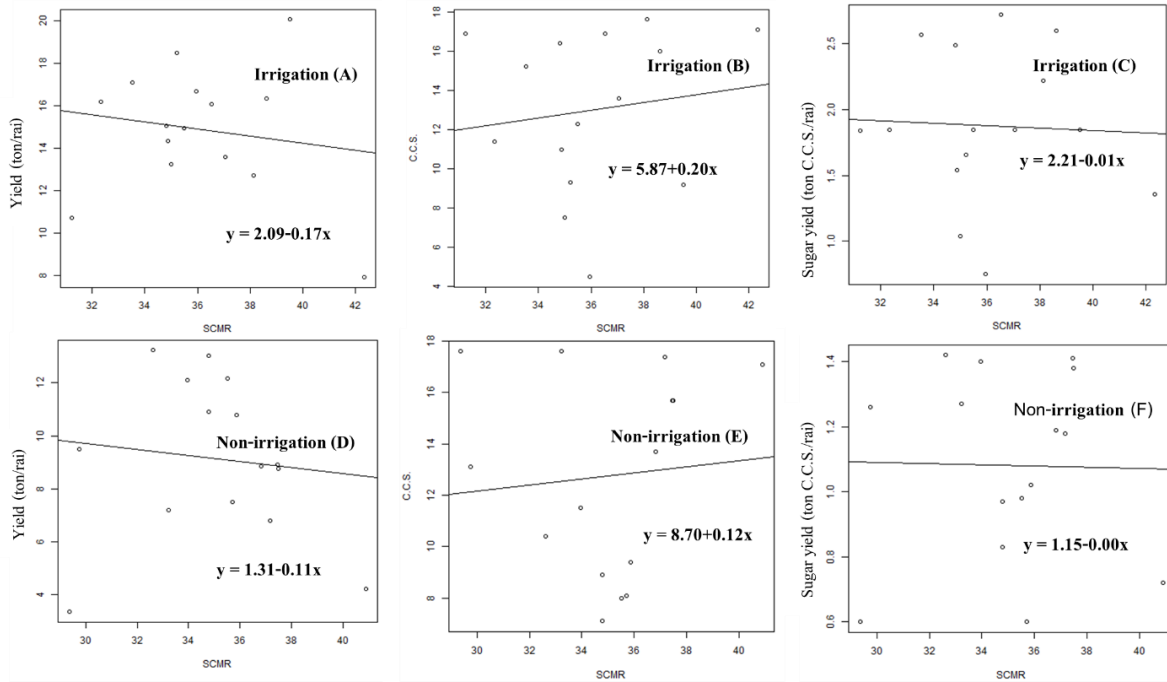 Yield (ton/rai)
20
18
16
14
12
10
8
Irrigation (A)
y = 2.09-0.17x
32
34
36
38
40
42
SCMR
C.C.S.
18
16
14
12
10
8
6
4
Irrigation (B)
y = 5.87+0.20x
32
34
36
38
40
42
SCMR
Sugar yield (ton C.C.S./rai)
2.5
2.0
1.5
1.0
Irrigation (C)
y = 2.21-0.01x
32
34
36
38
40
42
SCMR
Yield (ton/rai)
12
10
8
6
4
Non-irrigation (D)
y = 1.31-0.11x
30
32
34
36
38
40
SCMR
C.C.S.
18
16
14
12
10
8
Non-irrigation (E)
y = 8.70+0.12x
30
32
34
36
38
40
SCMR
Sugar yield (ton C.C.S./rai)
1.4
1.2
1.0
0.8
0.6
Non-irrigation (F)
y = 1.15-0.00x
30
32
34
36
38
40
SCMR